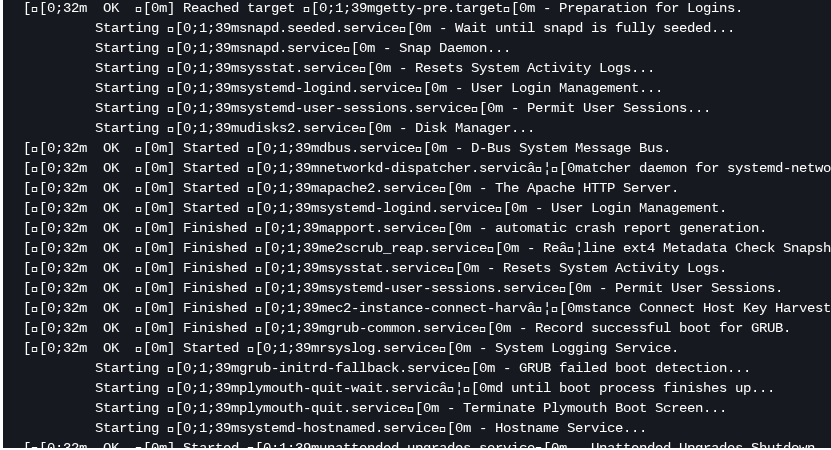 [▫[0;32m  OK  ▫[0m] Reached target ▫[0;1;39mgetty-pre.target▫[0m - Preparation for Logins.
         Starting ▫[0;1;39msnapd.seeded.service▫[0m - Wait until snapd is fully seeded...
         Starting ▫[0;1;39msnapd.service▫[0m - Snap Daemon...
         Starting ▫[0;1;39msysstat.service▫[0m - Resets System Activity Logs...
         Starting ▫[0;1;39msystemd-logind.service▫[0m - User Login Management...
         Starting ▫[0;1;39msystemd-user-sessions.service▫[0m - Permit User Sessions...
         Starting ▫[0;1;39mudisks2.service▫[0m - Disk Manager...
[▫[0;32m  OK  ▫[0m] Started ▫[0;1;39mdbus.service▫[0m - D-Bus System Message Bus.
[▫[0;32m  OK  ▫[0m] Started ▫[0;1;39mnetworkd-dispatcher.servicâ▫¦▫[0matcher daemon for systemd-netwo
[▫[0;32m  OK  ▫[0m] Started ▫[0;1;39mapache2.service▫[0m - The Apache HTTP Server.
[▫[0;32m  OK  ▫[0m] Started ▫[0;1;39msystemd-logind.service▫[0m - User Login Management.
[▫[0;32m  OK  ▫[0m] Finished ▫[0;1;39mapport.service▫[0m - automatic crash report generation.
[▫[0;32m  OK  ▫[0m] Finished ▫[0;1;39me2scrub_reap.service▫[0m - Reâ▫¦line ext4 Metadata Check Snapsh
[▫[0;32m  OK  ▫[0m] Finished ▫[0;1;39msysstat.service▫[0m - Resets System Activity Logs.
[▫[0;32m  OK  ▫[0m] Finished ▫[0;1;39msystemd-user-sessions.service▫[0m - Permit User Sessions.
[▫[0;32m  OK  ▫[0m] Finished ▫[0;1;39mec2-instance-connect-harvâ▫¦▫[0mstance Connect Host Key Harvest
[▫[0;32m  OK  ▫[0m] Finished ▫[0;1;39mgrub-common.service▫[0m - Record successful boot for GRUB.
[▫[0;32m  OK  ▫[0m] Started ▫[0;1;39mrsyslog.service▫[0m - System Logging Service.
         Starting ▫[0;1;39mgrub-initrd-fallback.service▫[0m - GRUB failed boot detection...
         Starting ▫[0;1;39mplymouth-quit-wait.servicâ▫¦▫[0md until boot process finishes up...
         Starting ▫[0;1;39mplymouth-quit.service▫[0m - Terminate Plymouth Boot Screen...
         Starting ▫[0;1;39msystemd-hostnamed.service▫[0m - Hostname Service...
[▫[0;32m  OK  ▫[0m] Started ▫[0;1;39munattended-upgrades.service▫[0m - Unattended Upgrades Shutdown